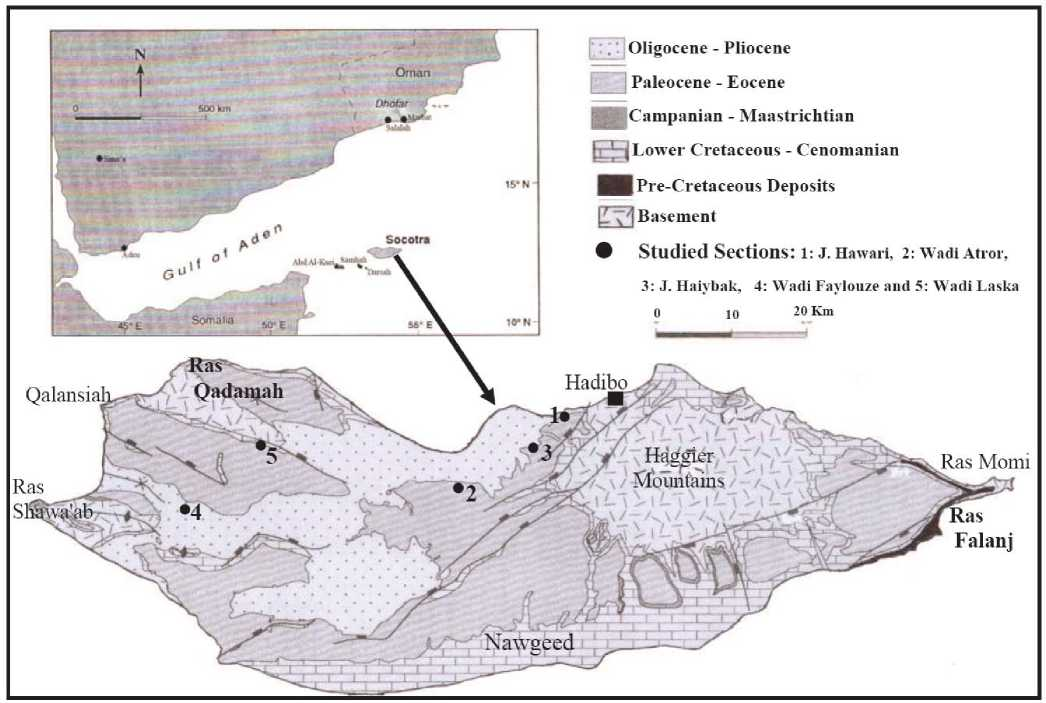 N
Oman
0 500 km
Dhofar
Salalah
Sana'a
15° N
Aden
Gulf of Aden
Socotra
Abd Al-Kuri Samhah
Darsah
Somalia
45° E 50° E 55° E 10° N
Oligocene - Pliocene
Paleocene - Eocene
Campanian - Maastrichtian
Lower Cretaceous - Cenomanian
Pre-Cretaceous Deposits
Basement
Studied Sections: 1: J. Hawari, 2: Wadi Atror,
3: J. Haiybak, 4: Wadi Faylouze and 5: Wadi Laska
0 10 20 Km
Ras
Qadamah
Qalansiah
Hadibo
1
5
3
2
Haggier
Mountains
Ras Momi
Ras
Shawa'ab
4
Ras
Falanj
Nawgeed